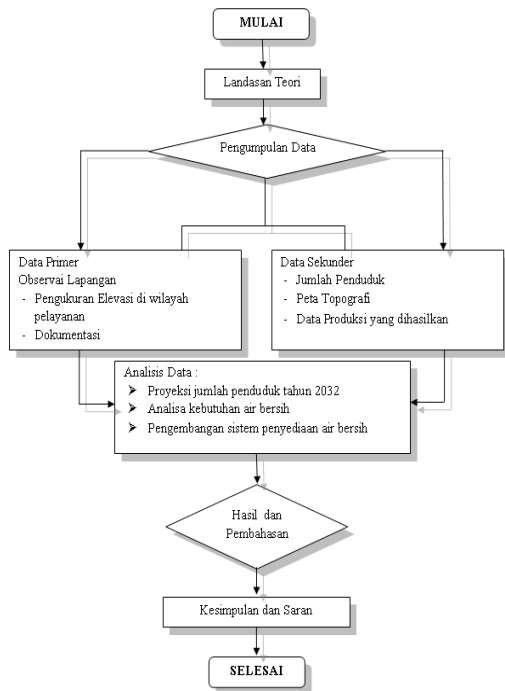 MULAI
Landasan Teori
Pengumpulan Data
Data Primer
Observai Lapangan
- Pengukuran Elevasi di wilayah
pelayanan
- Dokumentasi
Data Sekunder
- Jumlah Penduduk
- Peta Topografi
- Data Produksi yang dihasilkan
Analisis Data :
➢ Proyeksi jumlah penduduk tahun 2032
➢ Analisa kebutuhan air bersih
➢ Pengembangan sistem penyediaan air bersih
Hasil dan
Pembahasan
Kesimpulan dan Saran
SELESAI